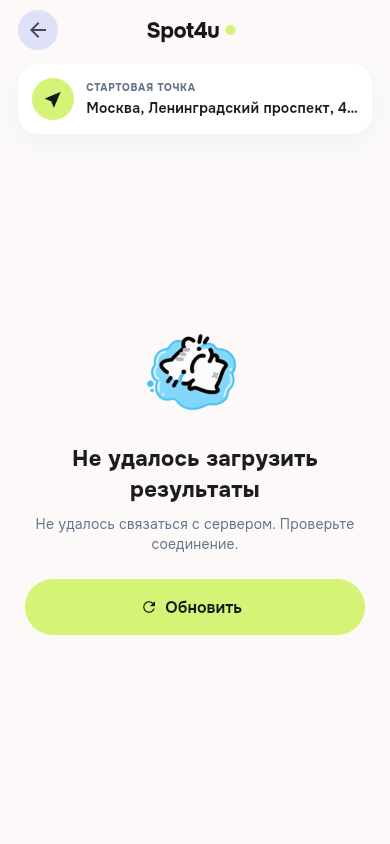 Spot4u
СТАРТОВАЯ ТОЧКА
Москва, Ленинградский проспект, 4...
Не удалось загрузить
результаты
Не удалось связаться с сервером. Проверьте
соединение.
Обновить